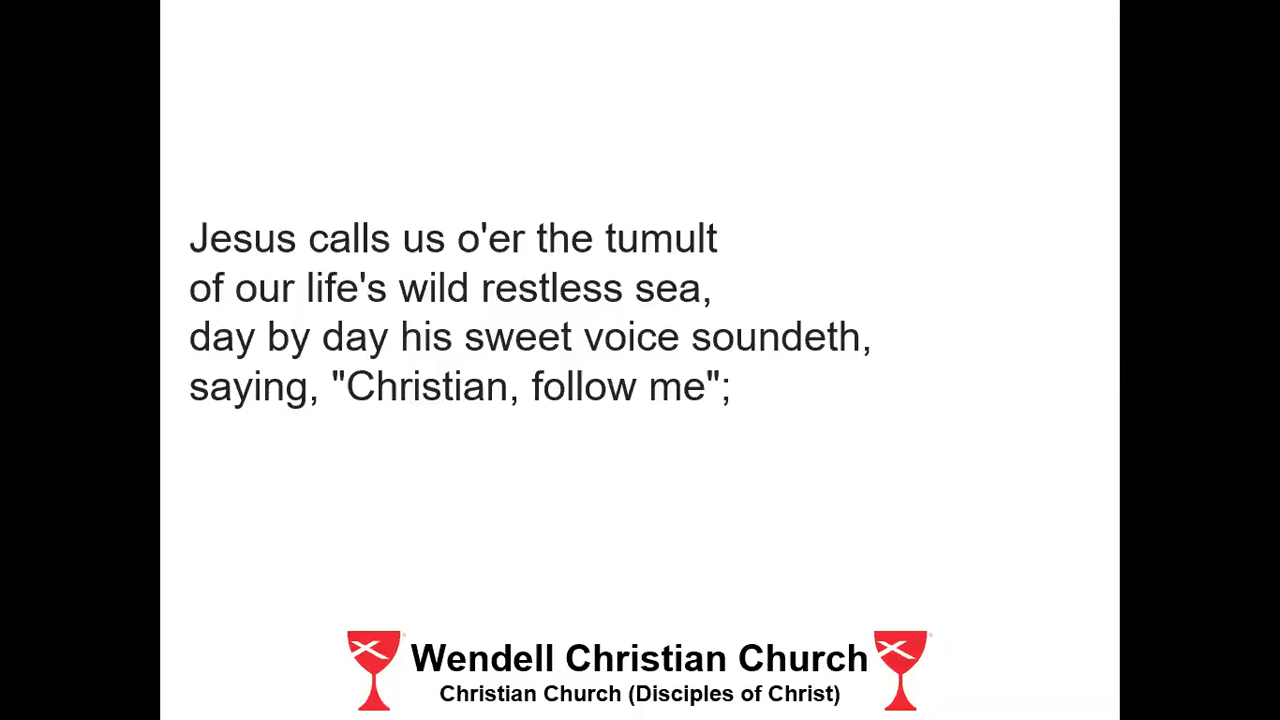 Jesus calls us o'er the tumult
of our life's wild restless sea,
day by day his sweet voice soundeth,
saying, "Christian, follow me";
Wendell Christian Church
Christian Church (Disciples of Christ)